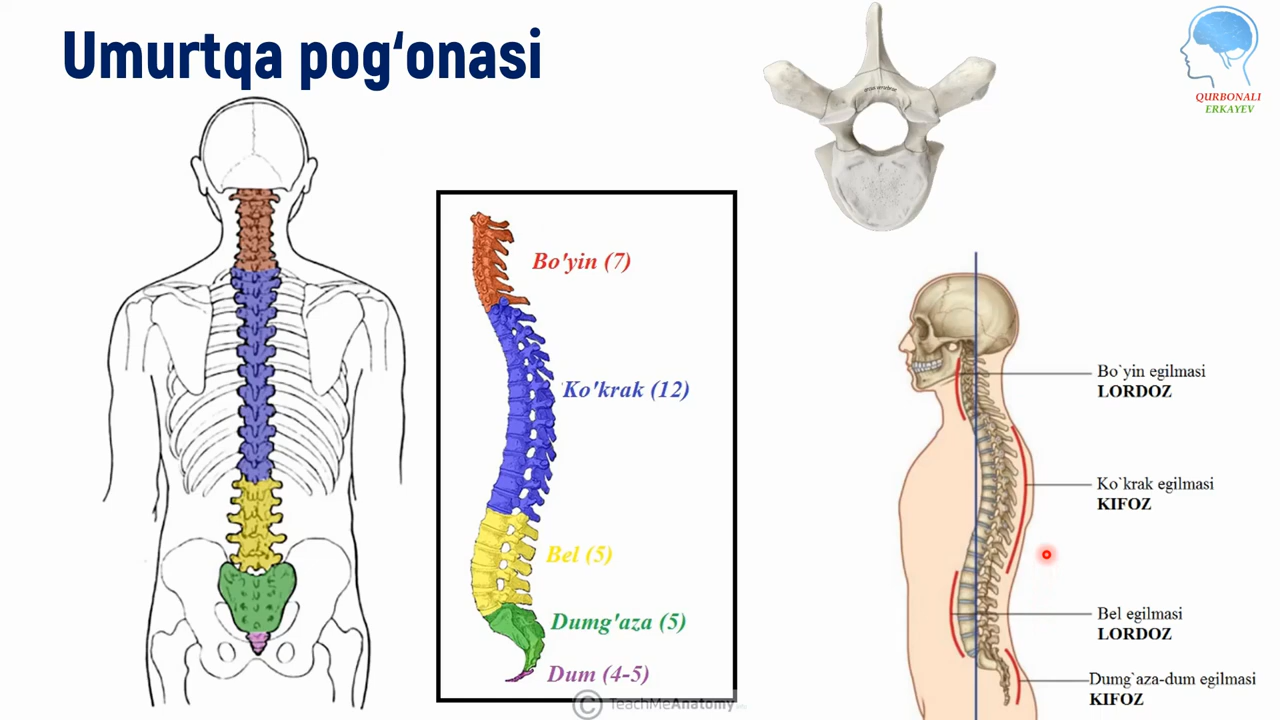 Umurtqa pog‘onasi
QURBONALI
ERKAYEV
Bo'yin (7)
Ko'krak (12)
Bel (5)
Dumg'aza (5)
Dum (4-5)
© TeachMeAnatomy
Bo`yin egilmasi
LORDOZ
Ko`krak egilmasi
KIFOZ
Bel egilmasi
LORDOZ
Dumg`aza-dum egilmasi
KIFOZ